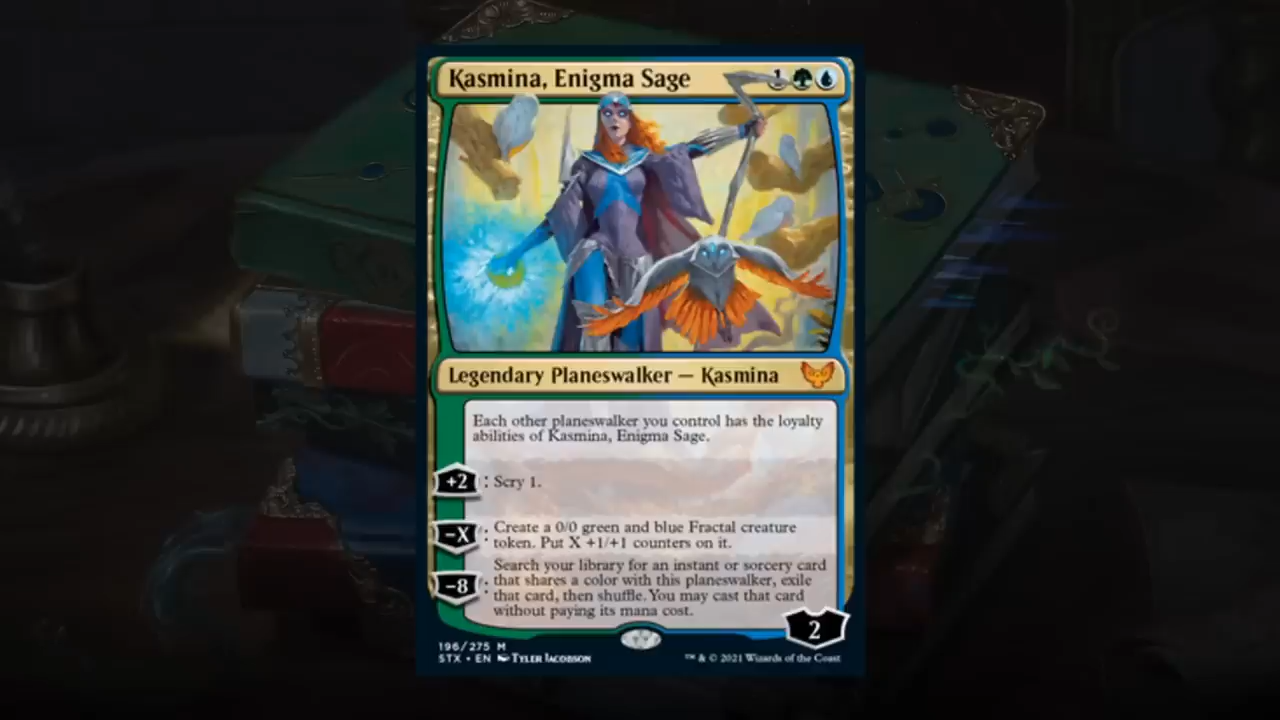 Kasmina, Enigma Sage 1
Legendary Planeswalker — Kasmina
Each other planeswalker you control has the loyalty
abilities of Kasmina, Enigma Sage.
+2 : Scry 1.
−X : Create a 0/0 green and blue Fractal creature
token. Put X +1/+1 counters on it.
−8 : Search your library for an instant or sorcery card
that shares a color with this planeswalker, exile
that card, then shuffle. You may cast that card
without paying its mana cost.
2
196/275 M
STX • EN Tyler Jacobson
™ & © 2021 Wizards of the Coast